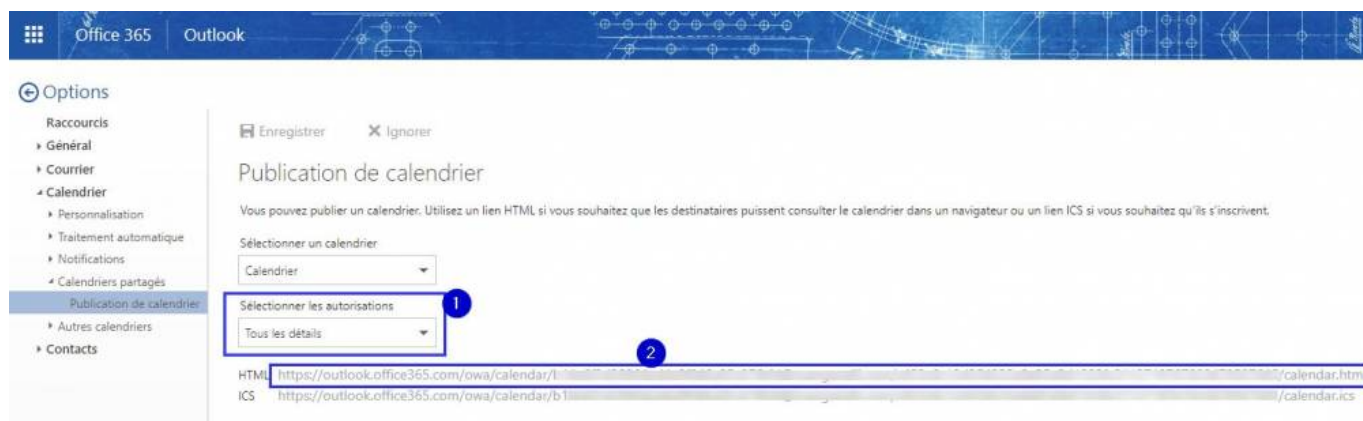 Office 365 Outlook
Options
Raccourcis
Général
Courrier
Calendrier
Personnalisation
Traitement automatique
Notifications
Calendriers partagés
Publication de calendrier
Autres calendriers
Contacts
Enregistrer Ignorer
Publication de calendrier
Vous pouvez publier un calendrier. Utilisez un lien HTML si vous souhaitez que les destinataires puissent consulter le calendrier dans un navigateur ou un lien ICS si vous souhaitez qu'ils s'inscrivent.
Sélectionner un calendrier
Calendrier
Sélectionner les autorisations
1
Tous les détails
2
HTML https://outlook.office365.com/owa/calendar/ /calendar.htm
ICS https://outlook.office365.com/owa/calendar/b1 /calendar.ics